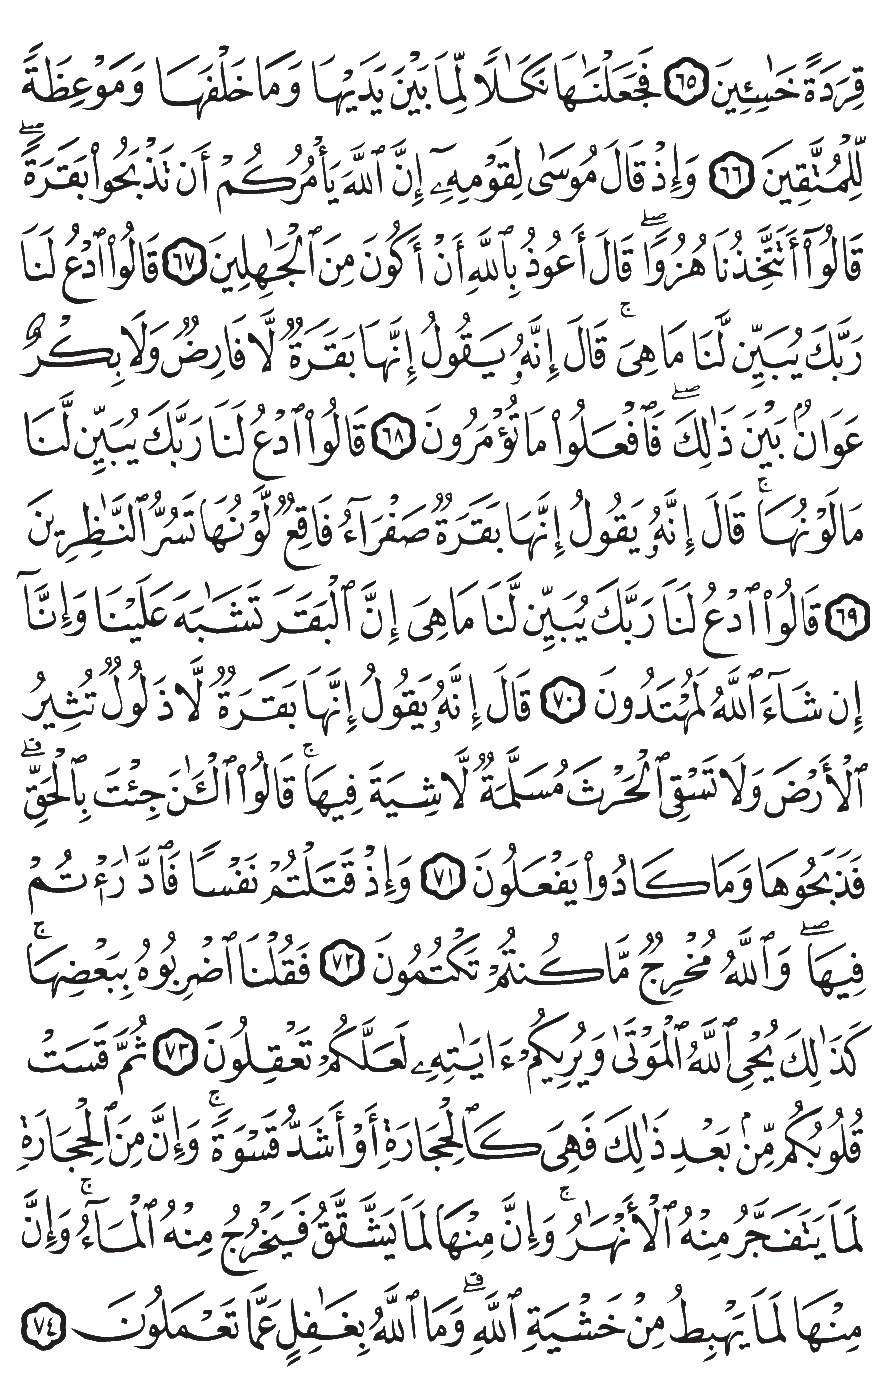 قِرَدَةً خَٰسِـِٔينَ ٦٥ فَجَعَلْنَٰهَا نَكَٰلًا لِّمَا بَيْنَ يَدَيْهَا وَمَا خَلْفَهَا وَمَوْعِظَةً
لِّلْمُتَّقِينَ ٦٦ وَإِذْ قَالَ مُوسَىٰ لِقَوْمِهِۦٓ إِنَّ ٱللَّهَ يَأْمُرُكُمْ أَن تَذْبَحُوا۟ بَقَرَةً ۖ
قَالُوٓا۟ أَتَتَّخِذُنَا هُزُوًا ۖ قَالَ أَعُوذُ بِٱللَّهِ أَنْ أَكُونَ مِنَ ٱلْجَٰهِلِينَ ٦٧ قَالُوا۟ ٱدْعُ لَنَا
رَبَّكَ يُبَيِّن لَّنَا مَا هِىَ ۚ قَالَ إِنَّهُۥ يَقُولُ إِنَّهَا بَقَرَةٌ لَّا فَارِضٌ وَلَا بِكْرٌ
عَوَانٌۢ بَيْنَ ذَٰلِكَ ۖ فَٱفْعَلُوا۟ مَا تُؤْمَرُونَ ٦٨ قَالُوا۟ ٱدْعُ لَنَا رَبَّكَ يُبَيِّن لَّنَا
مَا لَوْنُهَا ۚ قَالَ إِنَّهُۥ يَقُولُ إِنَّهَا بَقَرَةٌ صَفْرَآءُ فَاقِعٌ لَّوْنُهَا تَسُرُّ ٱلنَّٰظِرِينَ
٦٩ قَالُوا۟ ٱدْعُ لَنَا رَبَّكَ يُبَيِّن لَّنَا مَا هِىَ إِنَّ ٱلْبَقَرَ تَشَٰبَهَ عَلَيْنَا وَإِنَّآ
إِن شَآءَ ٱللَّهُ لَمُهْتَدُونَ ٧٠ قَالَ إِنَّهُۥ يَقُولُ إِنَّهَا بَقَرَةٌ لَّا ذَلُولٌ تُثِيرُ
ٱلْأَرْضَ وَلَا تَسْقِى ٱلْحَرْثَ مُسَلَّمَةٌ لَّا شِيَةَ فِيهَا ۚ قَالُوا۟ ٱلْـَٰٔنَ جِئْتَ بِٱلْحَقِّ ۚ
فَذَبَحُوهَا وَمَا كَادُوا۟ يَفْعَلُونَ ٧١ وَإِذْ قَتَلْتُمْ نَفْسًا فَٱدَّٰرَْٰٔتُمْ
فِيهَا ۖ وَٱللَّهُ مُخْرِجٌ مَّا كُنتُمْ تَكْتُمُونَ ٧٢ فَقُلْنَا ٱضْرِبُوهُ بِبَعْضِهَا ۚ
كَذَٰلِكَ يُحْىِ ٱللَّهُ ٱلْمَوْتَىٰ وَيُرِيكُمْ ءَايَٰتِهِۦ لَعَلَّكُمْ تَعْقِلُونَ ٧٣ ثُمَّ قَسَتْ
قُلُوبُكُم مِّنۢ بَعْدِ ذَٰلِكَ فَهِىَ كَٱلْحِجَارَةِ أَوْ أَشَدُّ قَسْوَةً ۚ وَإِنَّ مِنَ ٱلْحِجَارَةِ
لَمَا يَتَفَجَّرُ مِنْهُ ٱلْأَنْهَٰرُ ۚ وَإِنَّ مِنْهَا لَمَا يَشَّقَّقُ فَيَخْرُجُ مِنْهُ ٱلْمَآءُ ۚ وَإِنَّ
مِنْهَا لَمَا يَهْبِطُ مِنْ خَشْيَةِ ٱللَّهِ ۗ وَمَا ٱللَّهُ بِغَٰفِلٍ عَمَّا تَعْمَلُونَ ٧٤